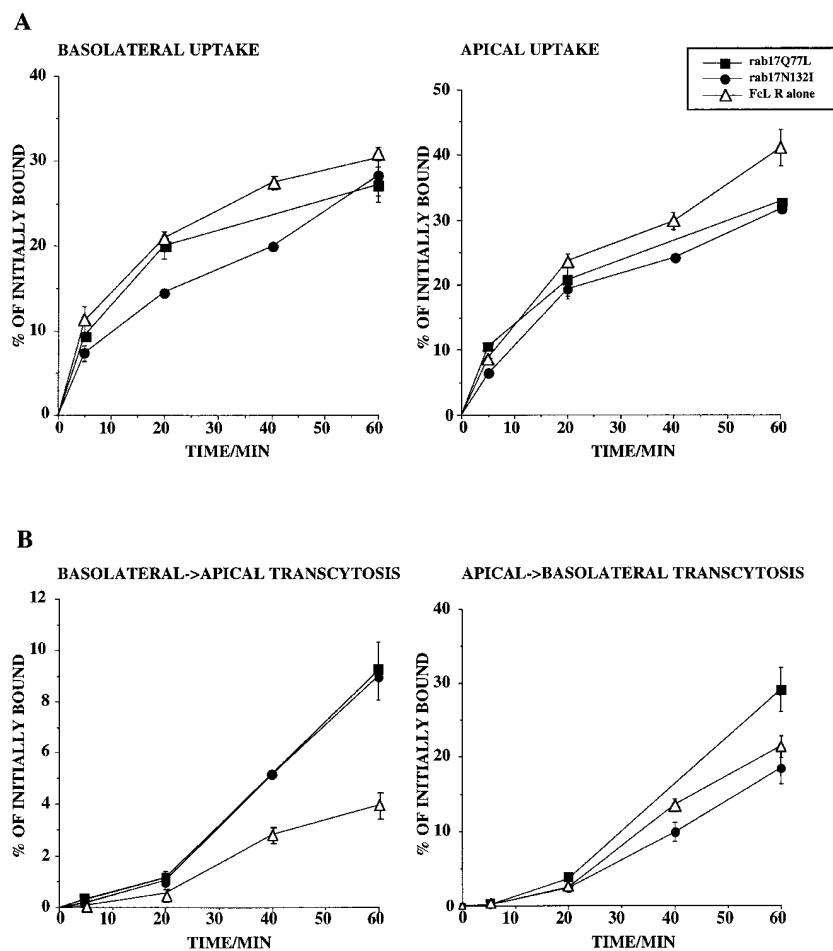 A
BASOLATERAL UPTAKE
% OF INITIALLY BOUND
40
30
20
10
0
0 10 20 30 40 50 60
TIME/MIN
APICAL UPTAKE
rab17Q77L
rab17N132I
FcL R alone
% OF INITIALLY BOUND
50
40
30
20
10
0
0 10 20 30 40 50 60
TIME/MIN
B
BASOLATERAL->APICAL TRANSCYTOSIS
% OF INITIALLY BOUND
12
10
8
6
4
2
0
0 10 20 30 40 50 60
TIME/MIN
APICAL->BASOLATERAL TRANSCYTOSIS
% OF INITIALLY BOUND
40
30
20
10
0
0 10 20 30 40 50 60
TIME/MIN